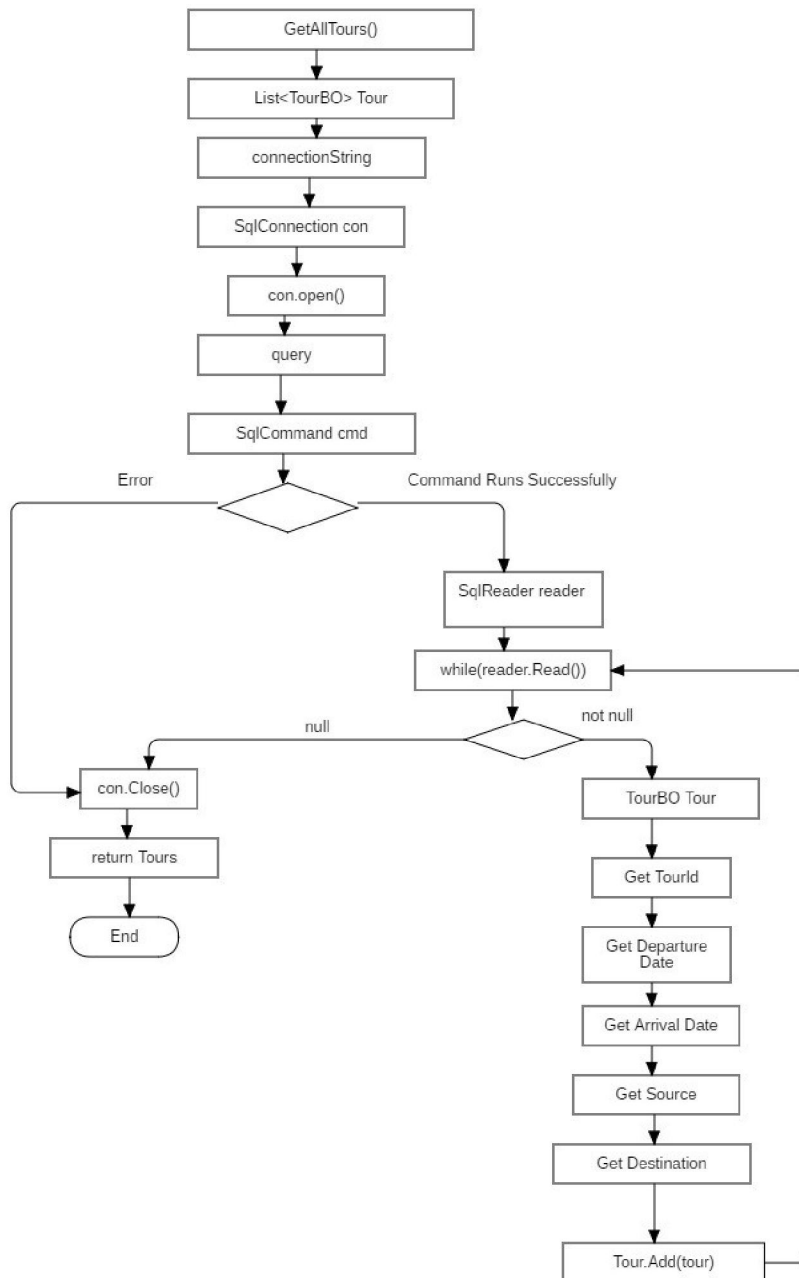 GetAllTours()
List<TourBO> Tour
connectionString
SqlConnection con
con.open()
query
SqlCommand cmd
Error
Command Runs Successfully
SqlReader reader
while(reader.Read())
null
not null
con.Close()
TourBO Tour
return Tours
Get TourId
End
Get Departure
Date
Get Arrival Date
Get Source
Get Destination
Tour.Add(tour)